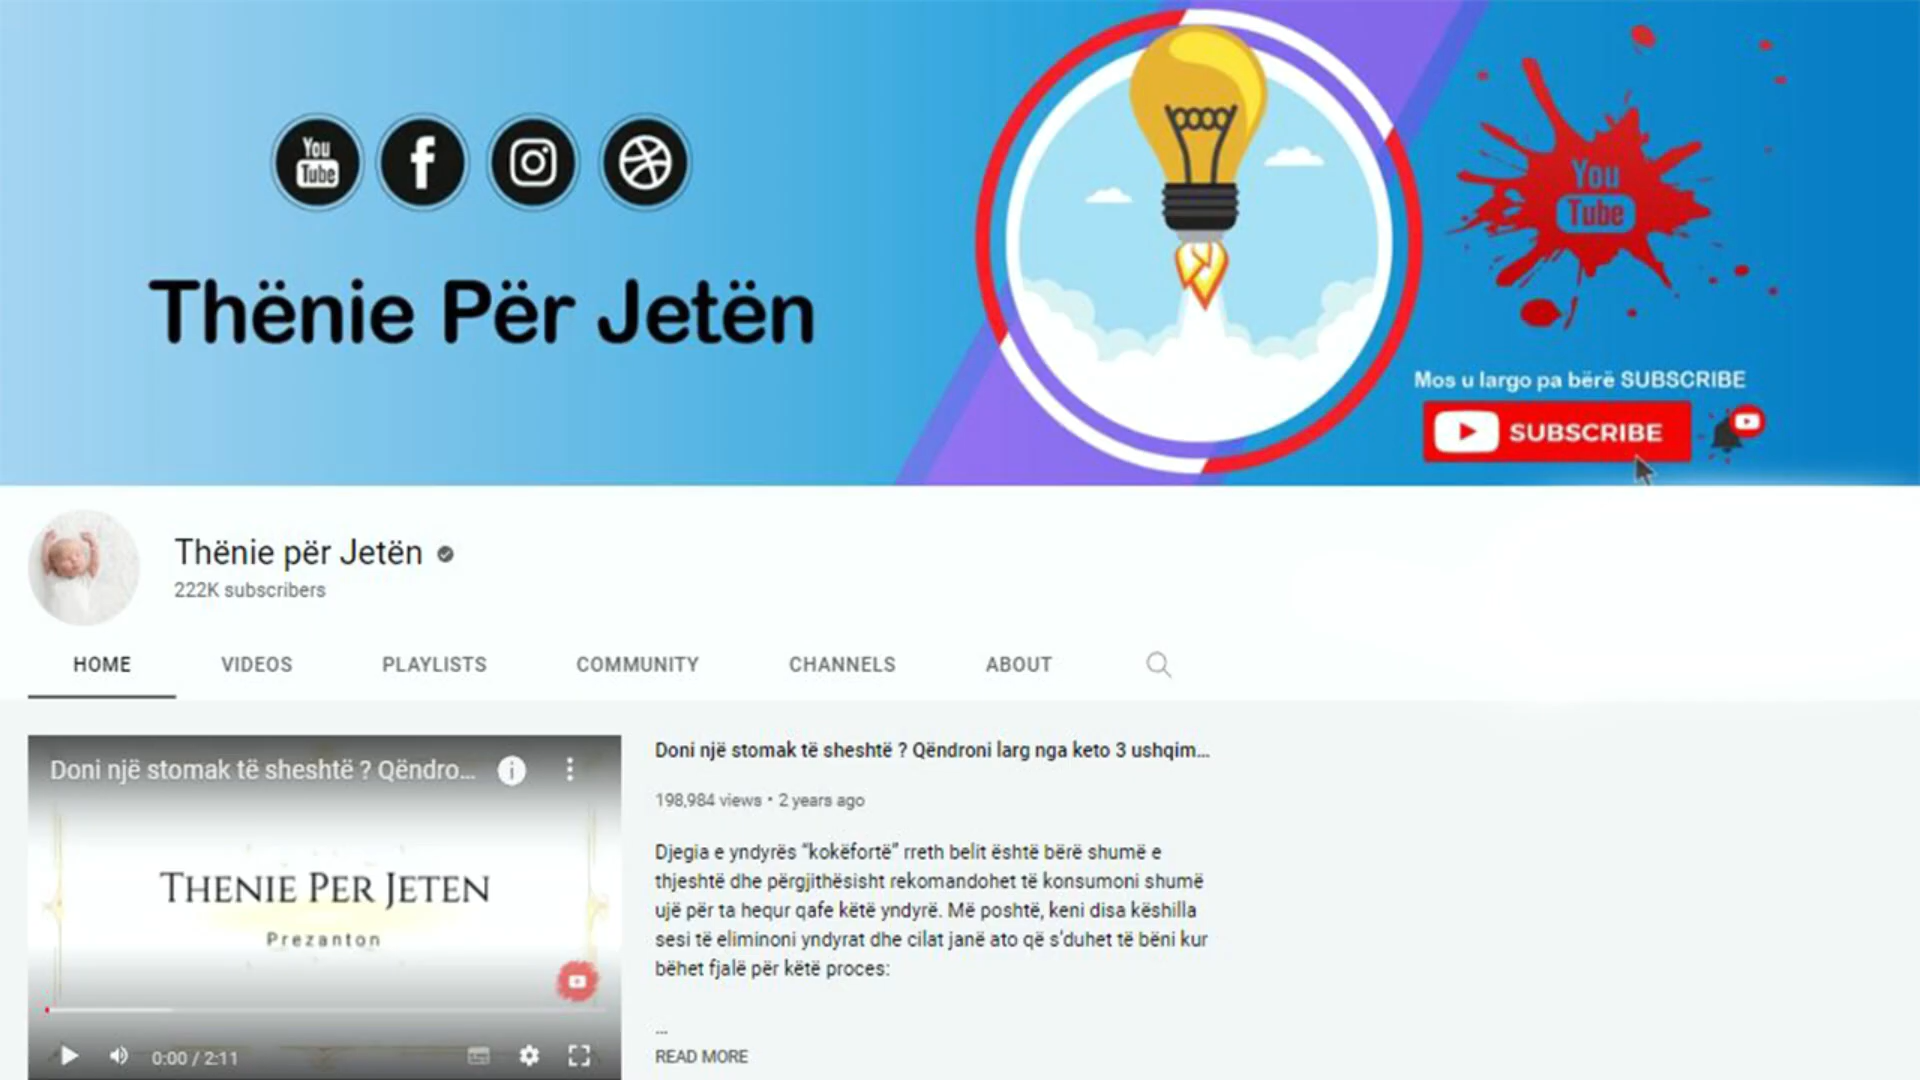 You
Tube
Thënie Për Jetën
You
Tube
Mos u largo pa bërë SUBSCRIBE
SUBSCRIBE
Thënie për Jetën
222K subscribers
HOME
VIDEOS
PLAYLISTS
COMMUNITY
CHANNELS
ABOUT
Doni një stomak të sheshtë ? Qëndro...
THENIE PER JETEN
Prezanton
0:00 / 2:11
Doni një stomak të sheshtë ? Qëndroni larg nga keto 3 ushqim...
198,984 views • 2 years ago
Djegia e yndyrës “kokëfortë” rreth belit është bërë shumë e
thjeshtë dhe përgjithësisht rekomandohet të konsumoni shumë
ujë për ta hequr qafe këtë yndyrë. Më poshtë, keni disa këshilla
sesi të eliminoni yndyrat dhe cilat janë ato që s'duhet të bëni kur
bëhet fjalë për këtë proces:
...
READ MORE